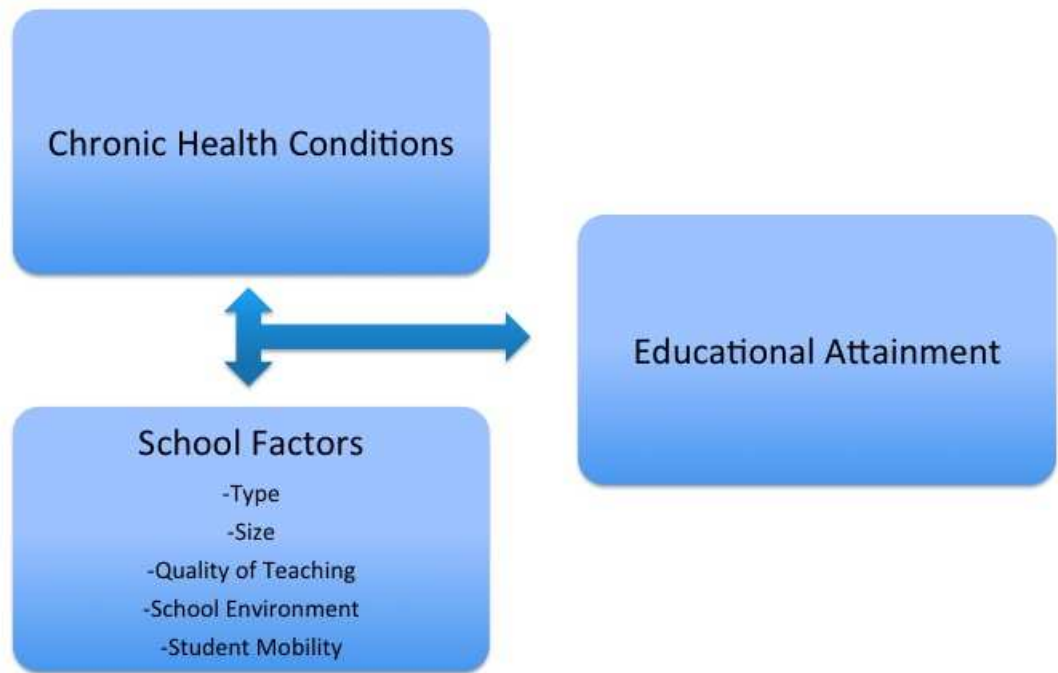 Chronic Health Conditions
Educational Attainment
School Factors
-Type
-Size
-Quality of Teaching
-School Environment
-Student Mobility